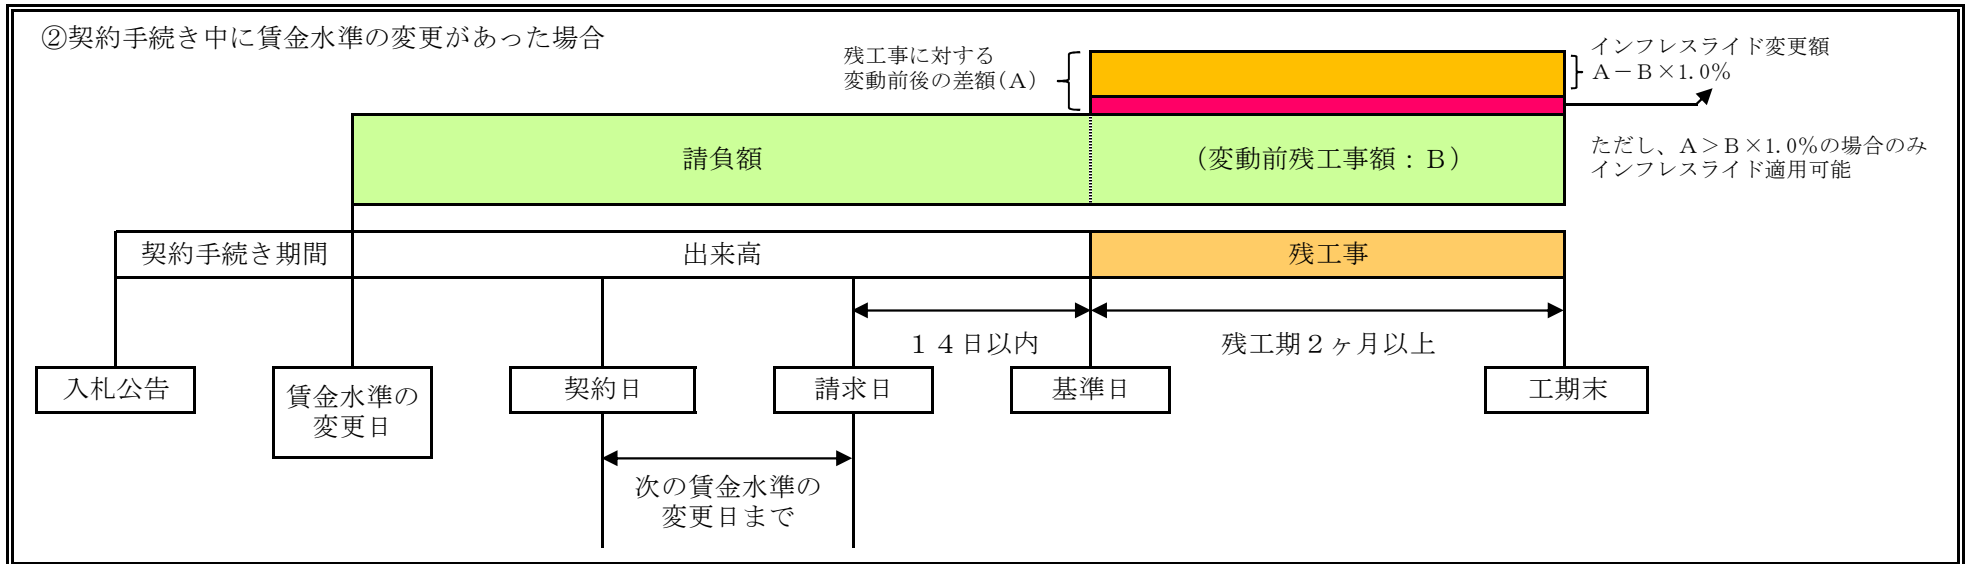 ②契約手続き中に賃金水準の変更があった場合
残工事に対する
変動前後の差額(A)
インフレスライド変更額
A－B×1.0%
請負額
（変動前残工事額：B）
ただし、A＞B×1.0%の場合のみ
インフレスライド適用可能
契約手続き期間
出来高
残工事
１４日以内
残工期２ヶ月以上
入札公告
賃金水準の
変更日
契約日
請求日
基準日
工期末
次の賃金水準の
変更日まで